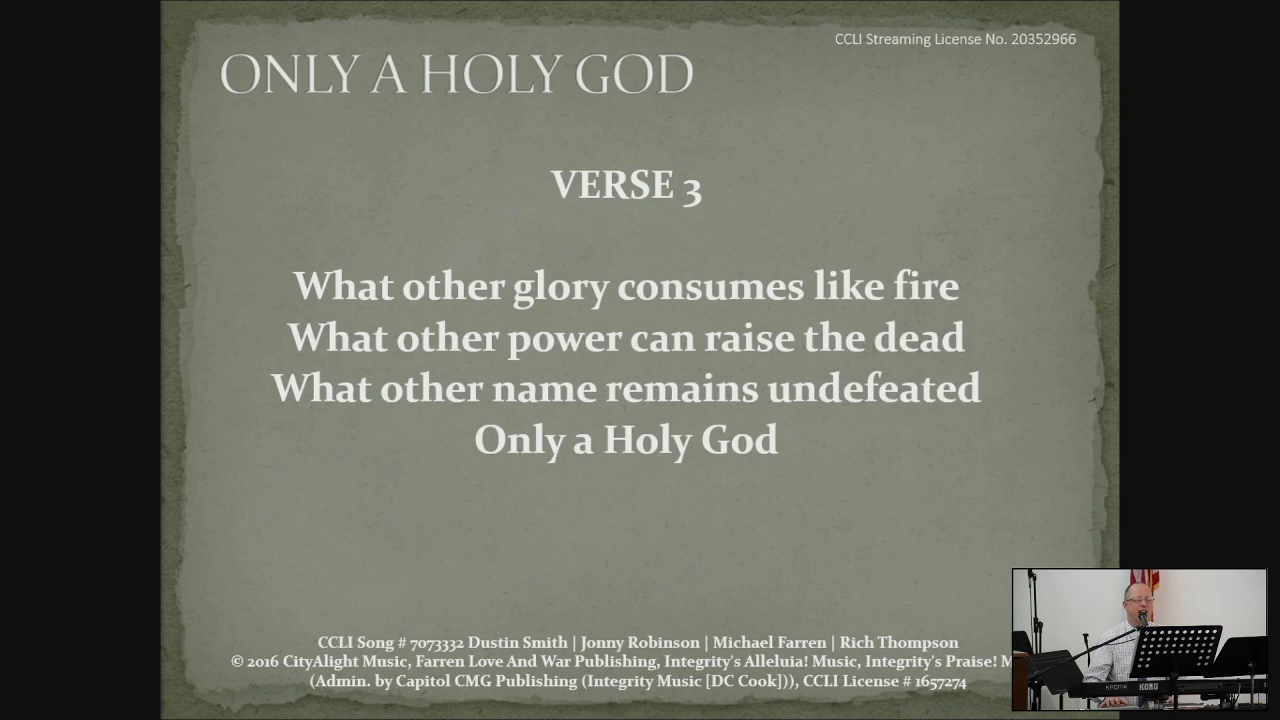 CCLI Streaming License No. 20352966
ONLY A HOLY GOD
VERSE 3
What other glory consumes like fire
What other power can raise the dead
What other name remains undefeated
Only a Holy God
CCLI Song # 7073332 Dustin Smith | Jonny Robinson | Michael Farren | Rich Thompson
© 2016 CityAlight Music, Farren Love And War Publishing, Integrity's Alleluia! Music, Integrity's Praise! M
(Admin. by Capitol CMG Publishing (Integrity Music [DC Cook])), CCLI License # 1657274
KROME KORG